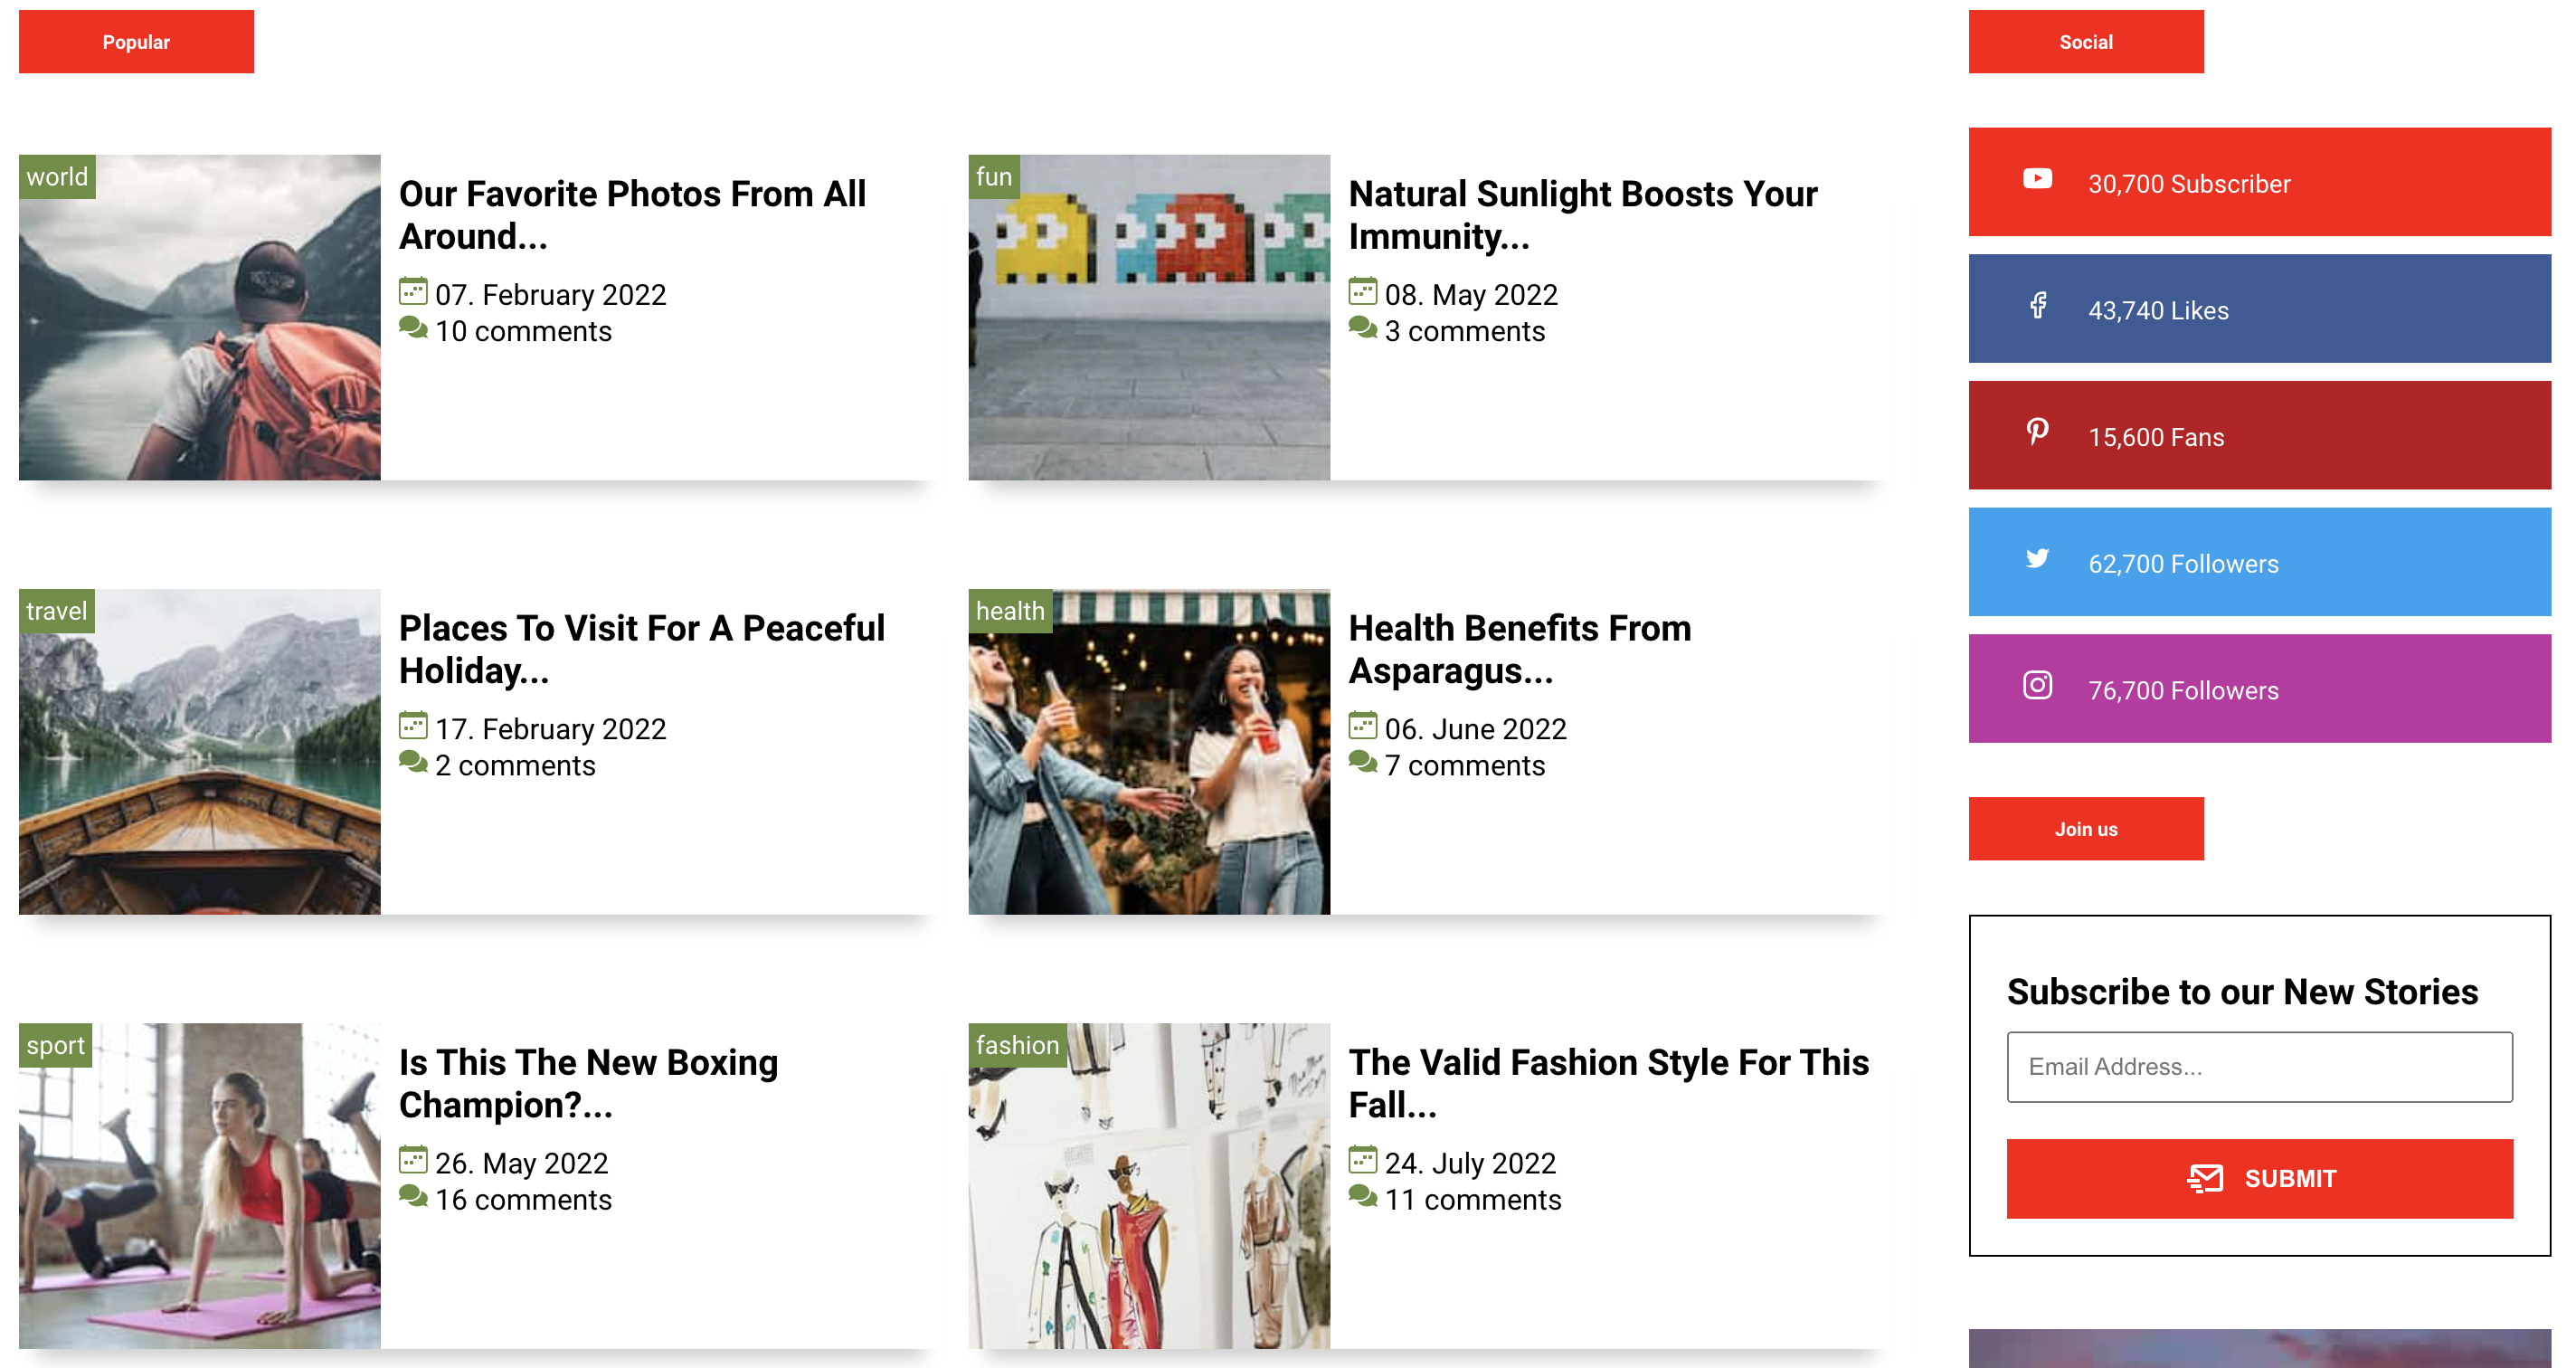 Popular
world
Our Favorite Photos From All
Around...
07. February 2022
10 comments
fun
Natural Sunlight Boosts Your
Immunity...
08. May 2022
3 comments
travel
Places To Visit For A Peaceful
Holiday...
17. February 2022
2 comments
health
Health Benefits From
Asparagus...
06. June 2022
7 comments
sport
Is This The New Boxing
Champion?...
26. May 2022
16 comments
fashion
The Valid Fashion Style For This
Fall...
24. July 2022
11 comments
Social
30,700 Subscriber
43,740 Likes
15,600 Fans
62,700 Followers
76,700 Followers
Join us
Subscribe to our New Stories
Email Address...
SUBMIT